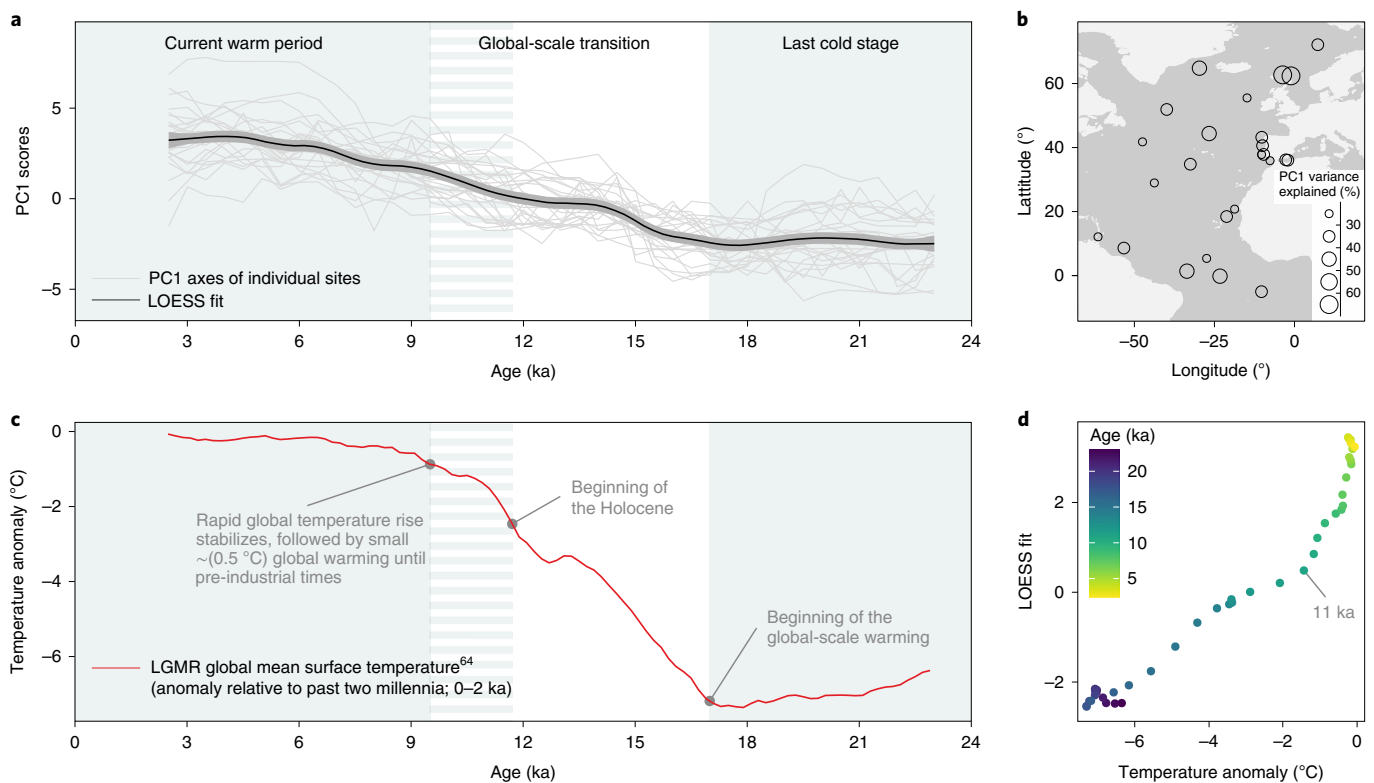 a
Current warm period
Global-scale transition
Last cold stage
5
0
−5
PC1 scores
PC1 axes of individual sites
LOESS fit
0
3
6
9
12
15
18
21
24
Age (ka)
b
60
40
20
0
Lattitude (°)
PC1 variance
explained (%)
30
40
50
60
−50
−25
0
Longitude (°)
c
0
−2
−4
−6
Temperature anomaly (°C)
Beginning of
the Holocene
Rapid global temperature rise
stabilizes, followed by small
~(0.5 °C) global warming until
pre-industrial times
Beginning of the
global-scale warming
LGMR global mean surface temperature64
(anomaly relative to past two millennia; 0–2 ka)
0
3
6
9
12
15
18
21
24
Age (ka)
d
Age (ka)
20
15
10
5
2
0
−2
LOESS fit
11 ka
−6
−4
−2
0
Temperature anomaly (°C)